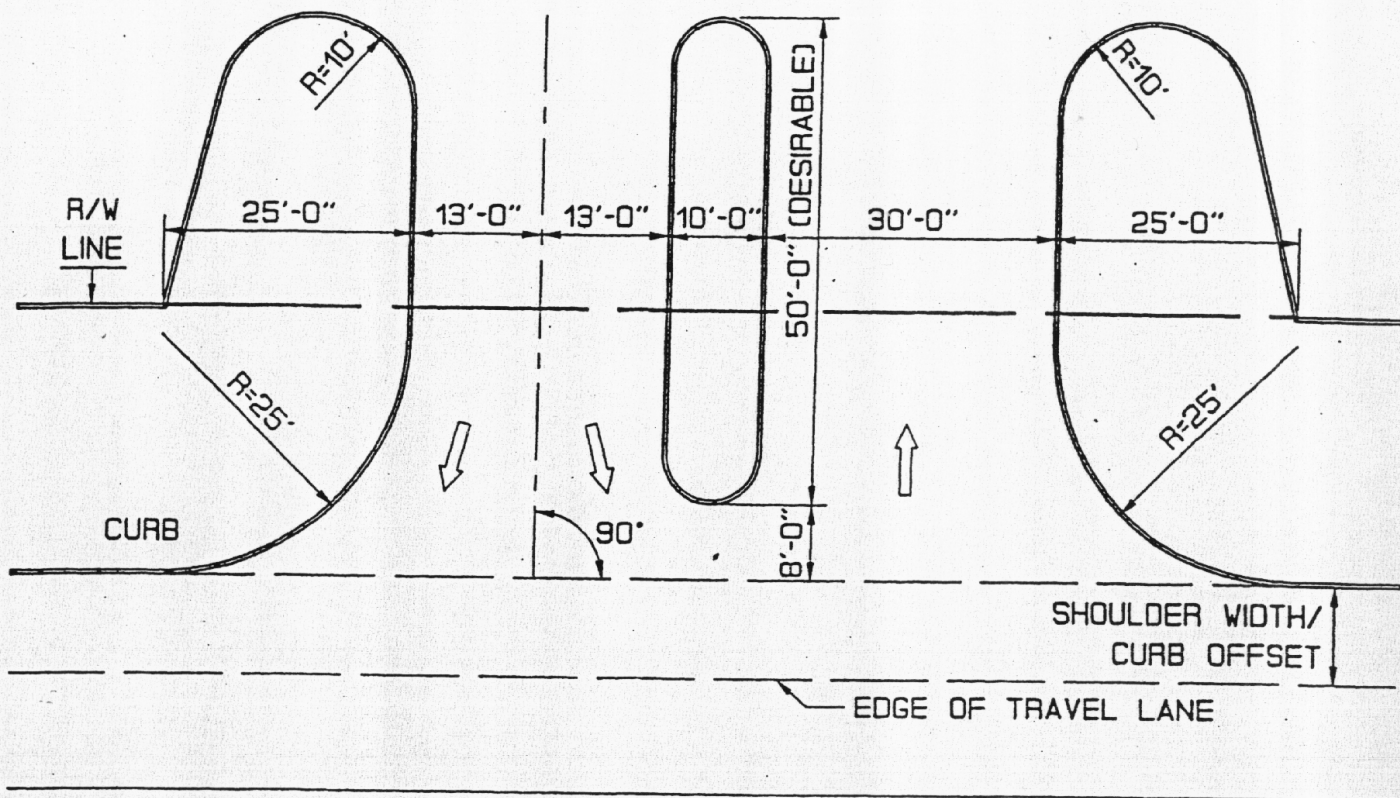 R=10'
R=10'
50'-0" (DESIRABLE)
R/W
LINE
25'-0"
13'-0"
13'-0"
10'-0"
30'-0"
25'-0"
R=25'
R=25'
CURB
90°
8'-0"
SHOULDER WIDTH/
CURB OFFSET
EDGE OF TRAVEL LANE